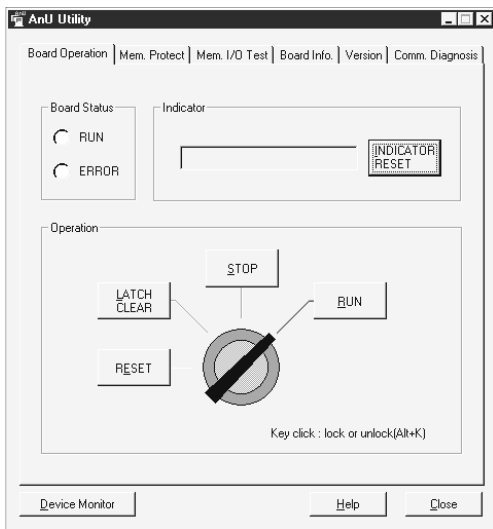 AnU Utility
Board Operation Mem. Protect Mem. I/O Test Board Info. Version Comm. Diagnosis
Board Status
RUN
ERROR
Indicator
INDICATOR
RESET
Operation
STOP
LATCH
CLEAR
RUN
RESET
Key click : lock or unlock(Alt+K)
Device Monitor Help Close